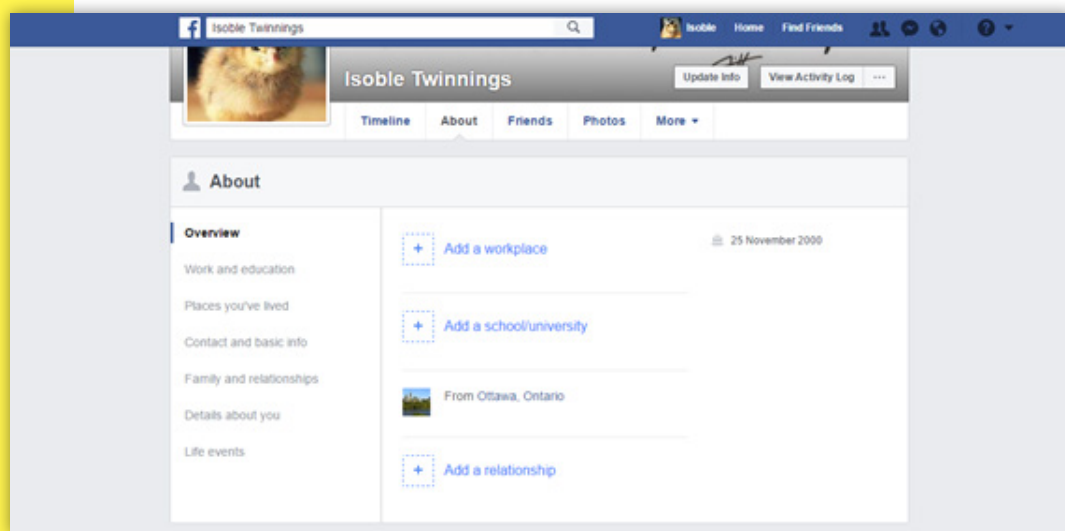 f Isoble Twinnings Isoble Home Find Friends ?
Isoble Twinnings Update Info View Activity Log ...
Timeline About Friends Photos More
About
Overview
Work and education
Places you've lived
Contact and basic info
Family and relationships
Details about you
Life events
+ Add a workplace
25 November 2000
+ Add a school/university
From Ottawa, Ontario
+ Add a relationship